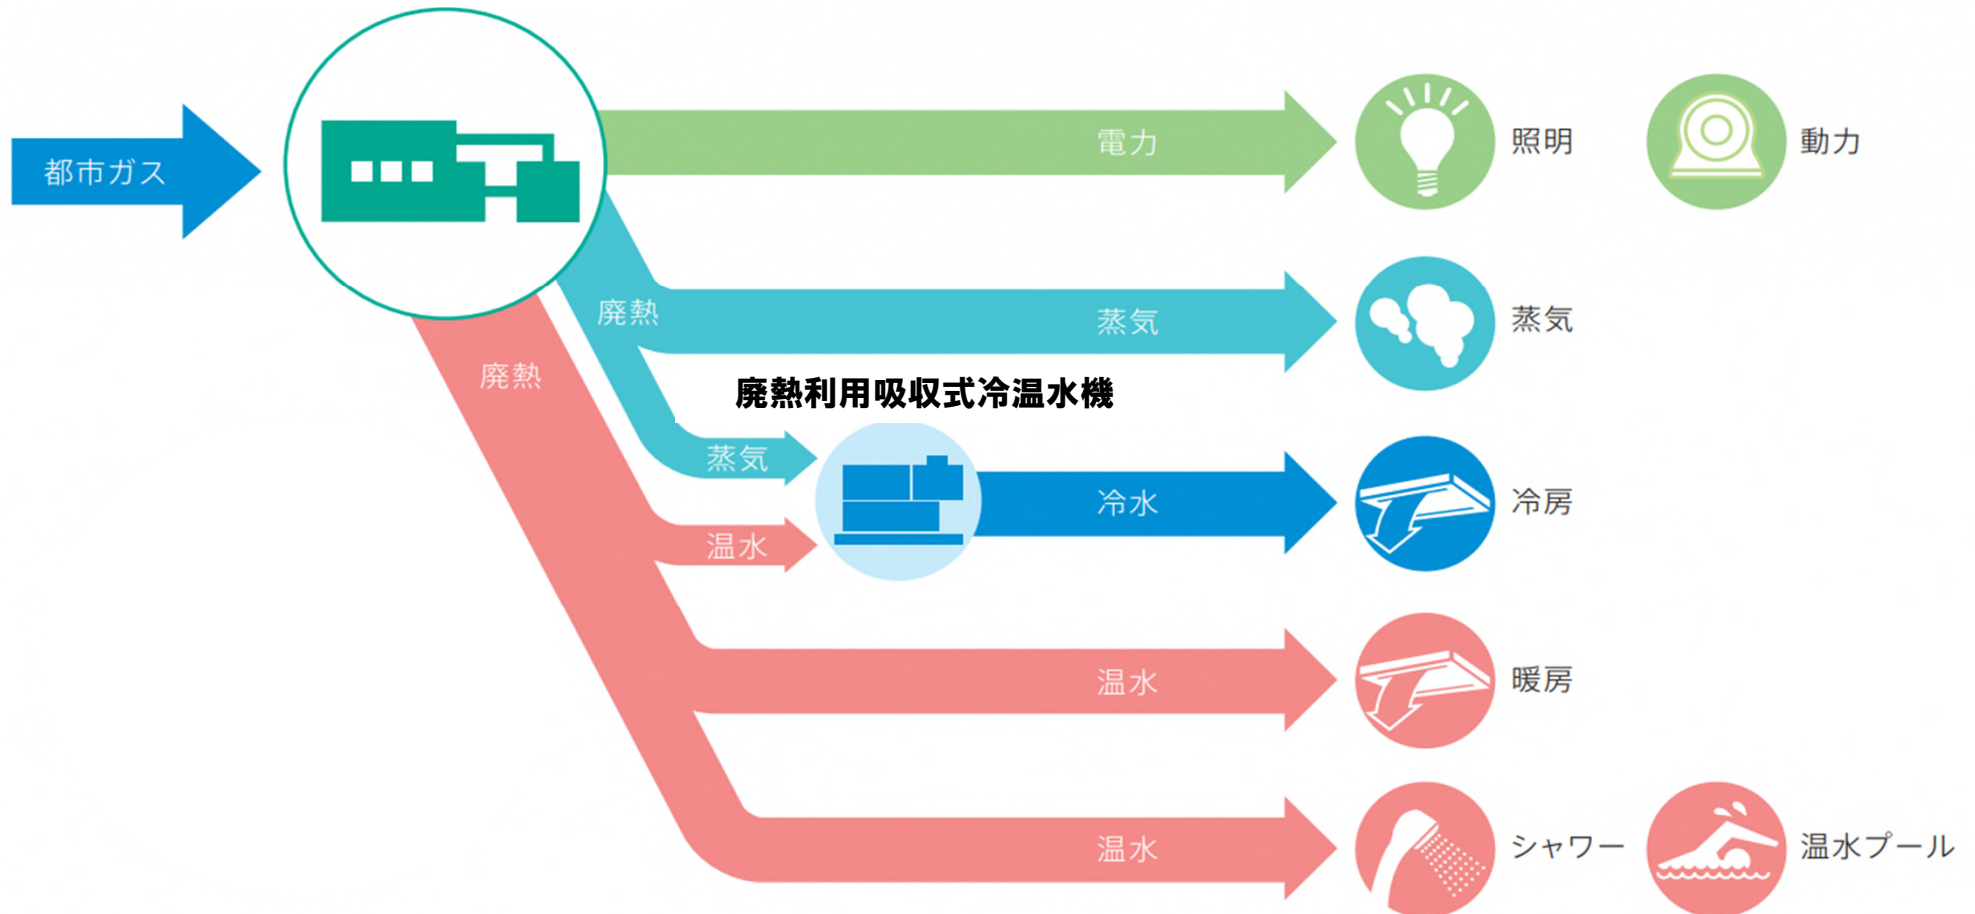 都市ガス
電力
照明
動力
廃熱
蒸気
蒸気
廃熱
廃熱利用吸収式冷温水機
蒸気
冷水
冷房
温水
温水
暖房
温水
シャワー
温水プール